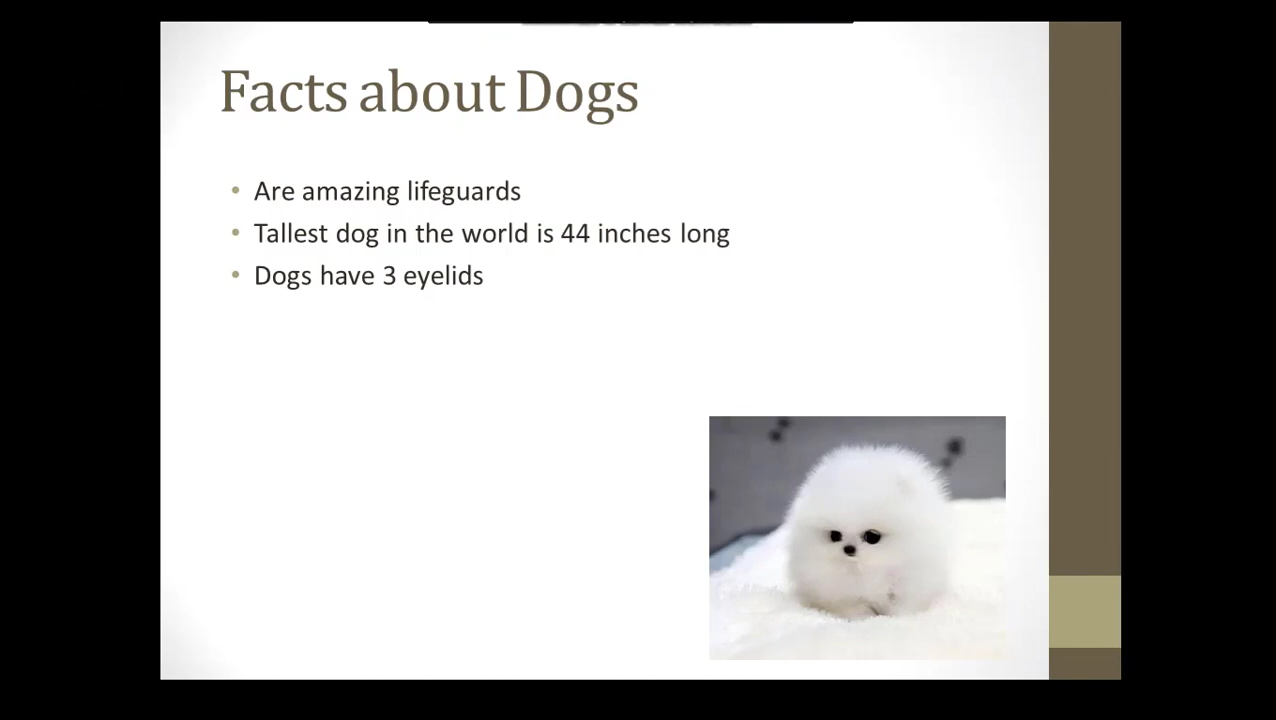 Facts about Dogs
• Are amazing lifeguards
• Tallest dog in the world is 44 inches long
• Dogs have 3 eyelids